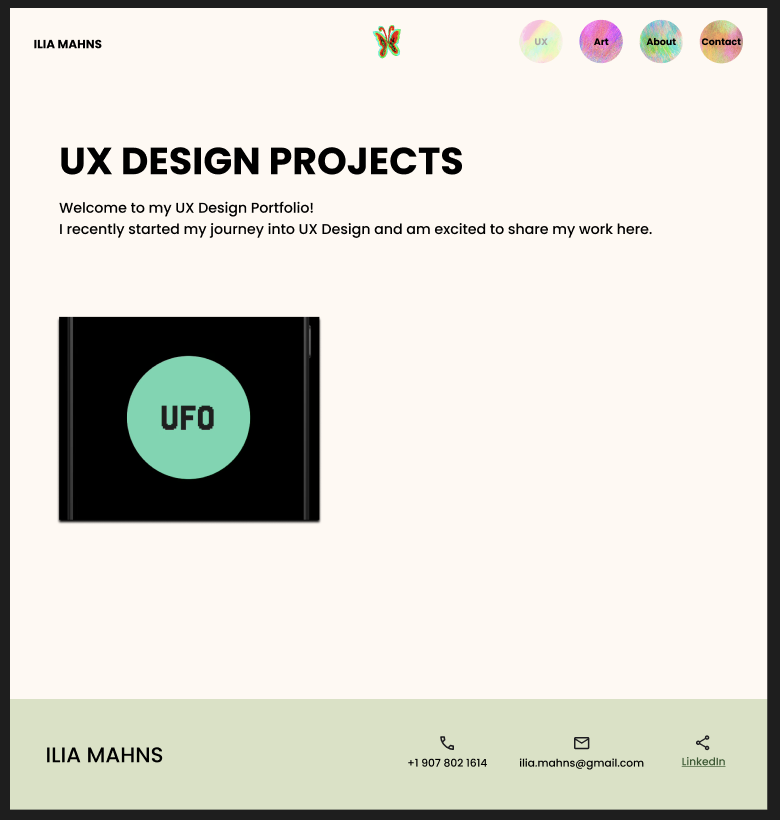 ILIA MAHNS
UX
Art
About
Contact
UX DESIGN PROJECTS
Welcome to my UX Design Portfolio!
I recently started my journey into UX Design and am excited to share my work here.
UFO
ILIA MAHNS
+1 907 802 1614
ilia.mahns@gmail.com
LinkedIn